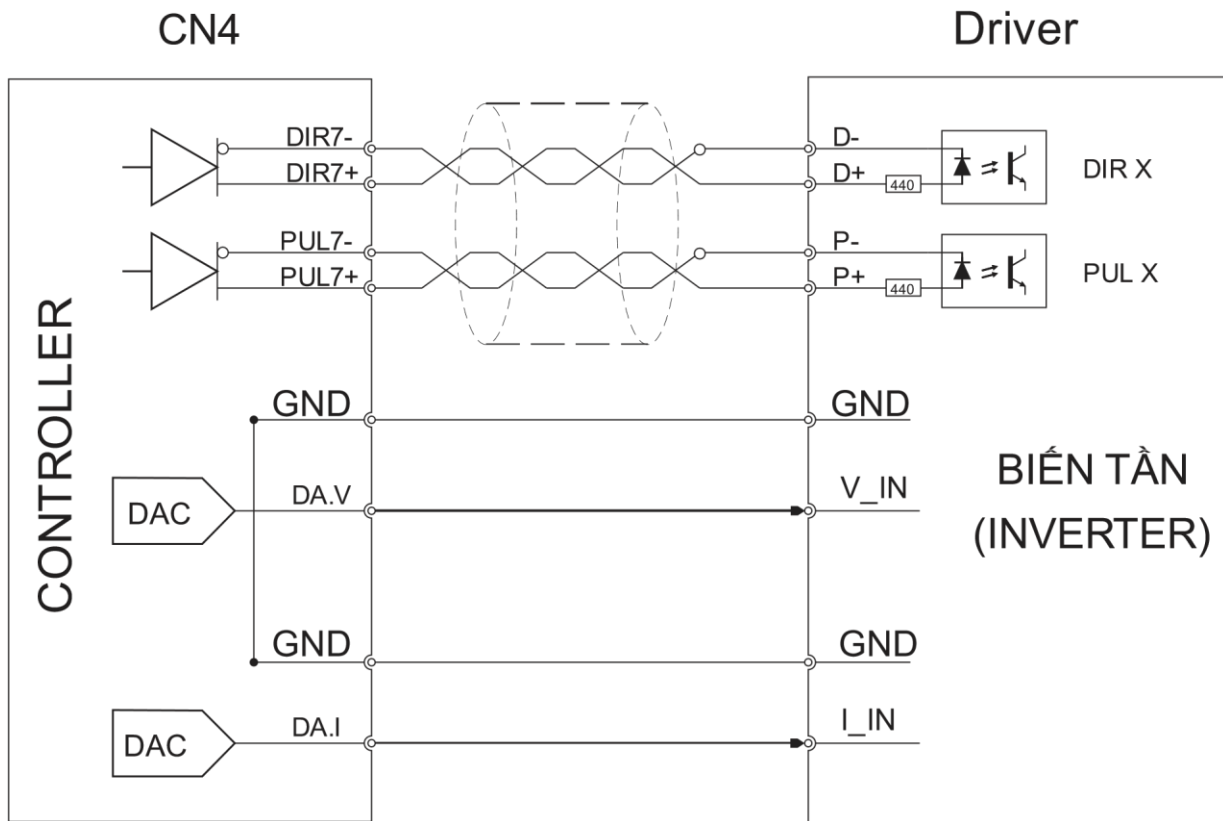 CN4
Driver
DIR7-
D-
DIR7+
D+
440
DIR X
PUL7-
P-
PUL7+
P+
440
PUL X
CONTROLLER
GND
GND
DAC
DA.V
V_IN
BIẾN TẦN
(INVERTER)
GND
GND
DAC
DA.I
I_IN